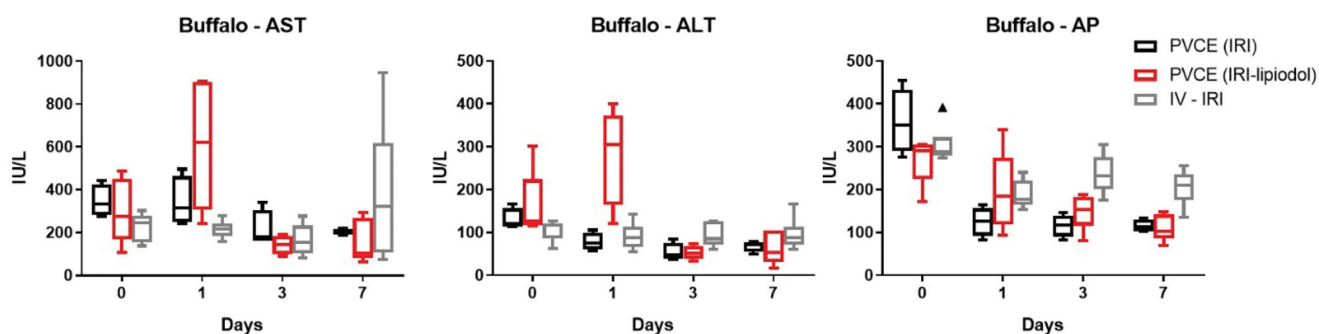 Buffalo - AST
IU/L
1000
800
600
400
200
0
0 1 3 7
Days
Buffalo - ALT
IU/L
500
400
300
200
100
0
0 1 3 7
Days
Buffalo - AP
IU/L
500
400
300
200
100
0
0 1 3 7
Days
PVCE (IRI)
PVCE (IRI-lipiodol)
IV - IRI